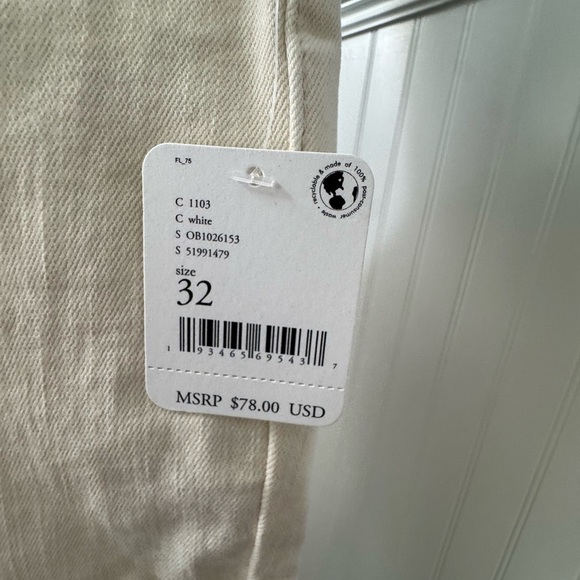 FL_75
recyclable & made of 100% post-consumer waste •
C 1103
C white
S OB1026153
S 51991479
size
32
1 93465 69543 7
MSRP $78.00 USD